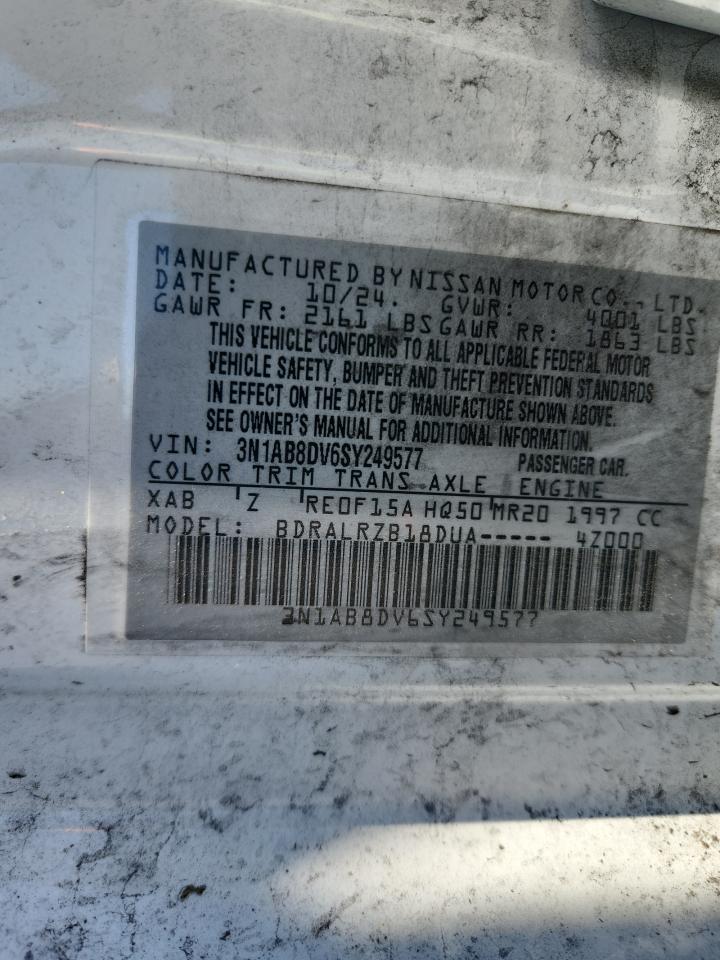 MANUFACTURED BY NISSAN MOTOR CO., LTD.
DATE: 10/24. GVWR: 4001 LBS
GAWR FR: 2161 LBS GAWR RR: 1863 LBS
THIS VEHICLE CONFORMS TO ALL APPLICABLE FEDERAL MOTOR
VEHICLE SAFETY, BUMPER AND THEFT PREVENTION STANDARDS
IN EFFECT ON THE DATE OF MANUFACTURE SHOWN ABOVE.
SEE OWNER'S MANUAL FOR ADDITIONAL INFORMATION.
VIN: 3N1AB8DV6SY249577 PASSENGER CAR.
COLOR TRIM TRANS AXLE ENGINE
XAB Z RE0F15A HQ50 MR20 1997 CC
MODEL: BDRALRZB18DUA----- 4Z000
3N1AB8DV6SY249577